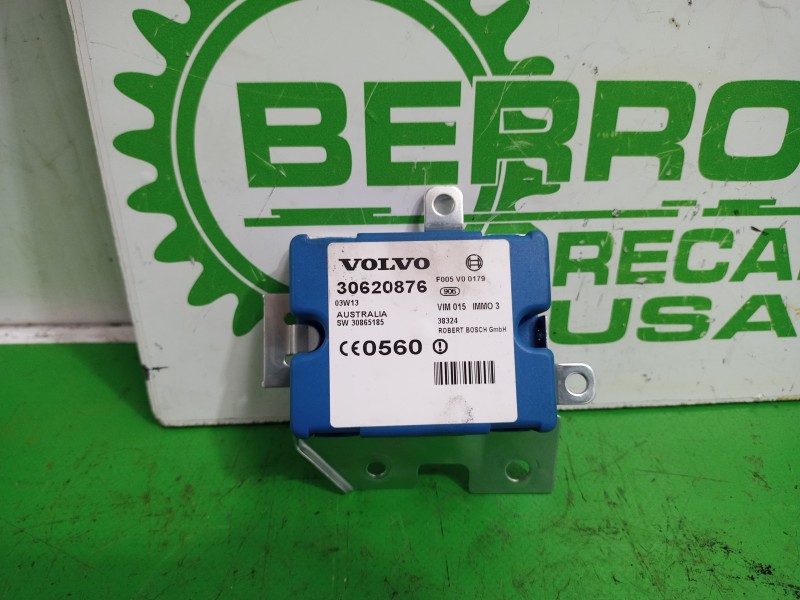 BERRO
RECA
USA
VOLVO
30620876
F005 V0 0179
03W13
906
AUSTRALIA
VIM 015 IMMO 3
SW 30865185
38324
ROBERT BOSCH GmbH
CE0560